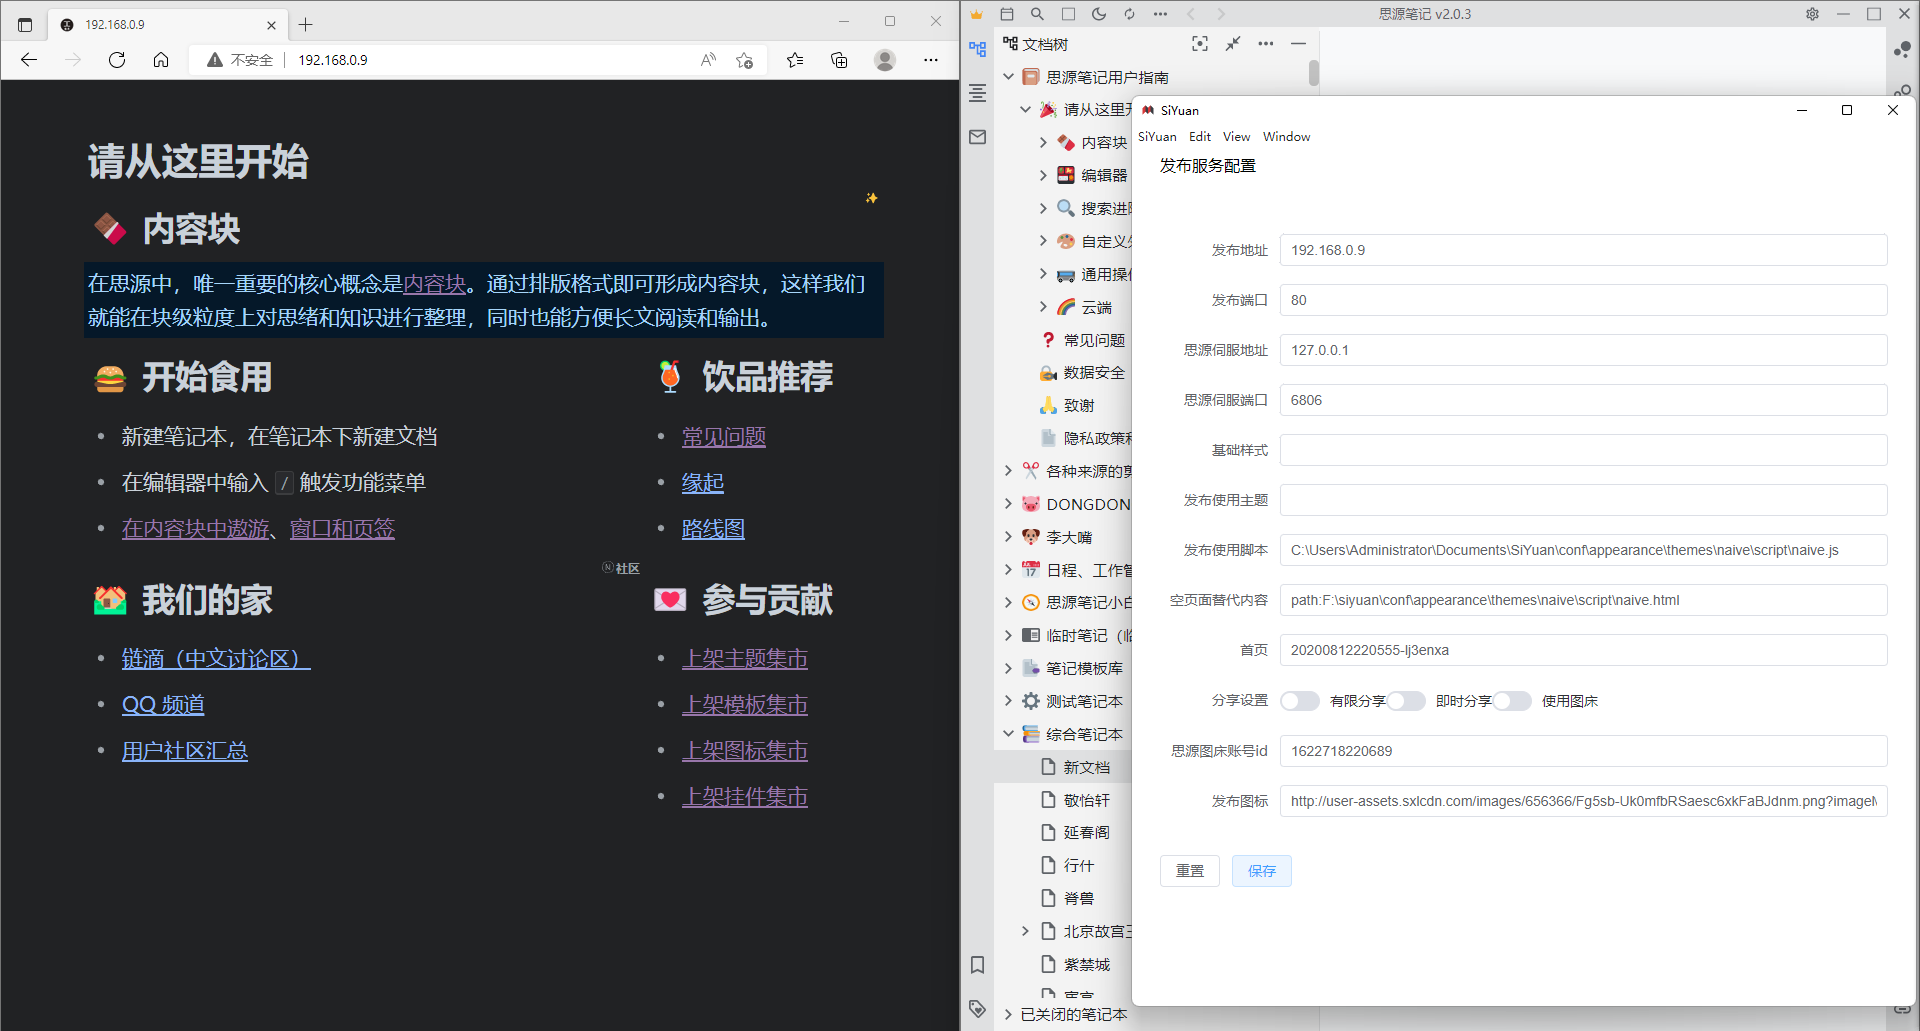 192.168.0.9
不安全
192.168.0.9
请从这里开始
内容块
在思源中，唯一重要的核心概念是内容块。通过排版格式即可形成内容块，这样我们
就能在块级粒度上对思绪和知识进行整理，同时也能方便长文阅读和输出。
开始食用
新建笔记本，在笔记本下新建文档
在编辑器中输入 / 触发功能菜单
在内容块中遨游、窗口和页签
饮品推荐
常见问题
缘起
路线图
我们的家
链滴（中文讨论区）
QQ 频道
用户社区汇总
社区
参与贡献
上架主题集市
上架模板集市
上架图标集市
上架挂件集市
思源笔记 v2.0.3
文档树
思源笔记用户指南
请从这里开
内容块
编辑器
搜索进
自定义
通用操
云端
常见问题
数据安全
致谢
隐私政策
各种来源的
DONGDON
李大嘴
日程、工作
思源笔记小白
临时笔记（
笔记模板库
测试笔记本
综合笔记本
新文档
敬怡轩
延春阁
行什
脊兽
北京故宫
紫禁城
已关闭的笔记本
SiYuan
SiYuan Edit View Window
发布服务配置
发布地址 192.168.0.9
发布端口 80
思源伺服地址 127.0.0.1
思源伺服端口 6806
基础样式
发布使用主题
发布使用脚本 C:\Users\Administrator\Documents\SiYuan\conf\appearance\themes\naive\script\naive.js
空页面替代内容 path:F:\siyuan\conf\appearance\themes\naive\script\naive.html
首页 20200812220555-lj3enxa
分享设置 有限分享 即时分享 使用图床
思源图床账号id 1622718220689
发布图标 http://user-assets.sxlcdn.com/images/656366/Fg5sb-Uk0mfbRSaesc6xkFaBJdnm.png?imageM
重置 保存